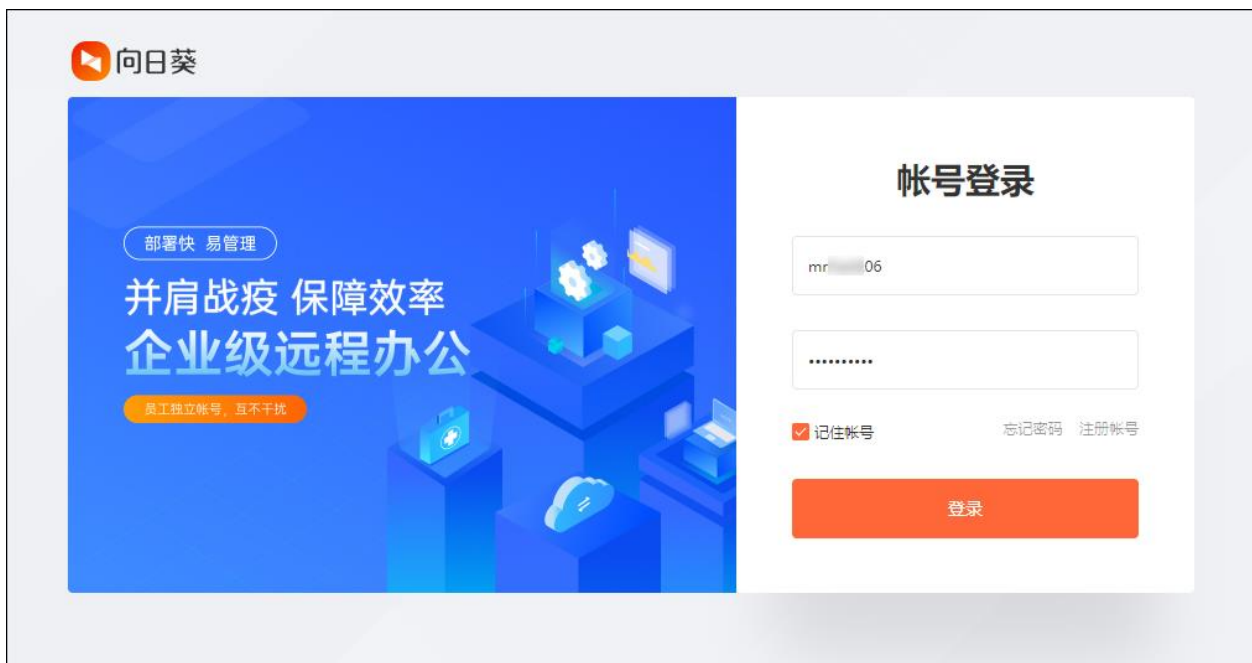 向日葵
部署快 易管理
并肩战疫 保障效率
企业级远程办公
员工独立帐号，互不干扰
帐号登录
mr 06
••••••••••
记住帐号 忘记密码 注册帐号
登录